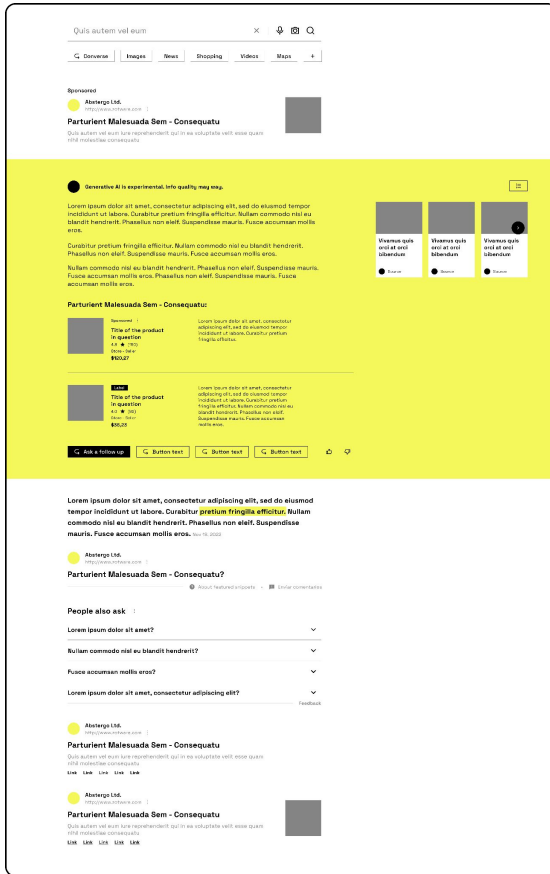 Quis autem vel eum
Converse Images News Shopping Videos Maps +
Sponsored
Abstergo Ltd.
http://www.notware.com
Parturient Malesuada Sem - Consequatu
Quis autem vel eum iure reprehenderit qui in ea voluptate velit esse quam
nihil molestiae consequatu
Generative AI is experimental. Info quality may vary.
Lorem ipsum dolor sit amet, consectetur adipiscing elit, sed do eiusmod tempor
incididunt ut labore. Curabitur pretium fringilla efficitur. Nullam commodo nisl eu
blandit hendrerit. Phasellus non eleif. Suspendisse mauris. Fusce accumsan mollis
eros.
Curabitur pretium fringilla efficitur. Nullam commodo nisl eu blandit hendrerit.
Phasellus non eleif. Suspendisse mauris. Fusce accumsan mollis eros.
Nullam commodo nisl eu blandit hendrerit. Phasellus non eleif. Suspendisse mauris.
Fusce accumsan mollis eros. Phasellus non eleif. Suspendisse mauris. Fusce
accumsan mollis eros.
Vivamus quis
orci at orci
bibendum
Source
Vivamus quis
orci at orci
bibendum
Source
Vivamus quis
orci at orci
bibendum
Source
Parturient Malesuada Sem - Consequatu:
Sponsored
Title of the product
in question
Store - Seller
$120,27
Lorem ipsum dolor sit amet, consectetur
adipiscing elit, sed do eiusmod tempor
incididunt ut labore. Curabitur pretium
fringilla efficitur.
Label
Title of the product
in question
Store - Seller
Lorem ipsum dolor sit amet, consectetur
adipiscing elit, sed do eiusmod tempor
incididunt ut labore. Curabitur pretium
fringilla efficitur. Nullam commodo nisl eu
blandit hendrerit. Phasellus non eleif.
Suspendisse mauris. Fusce accumsan
mollis eros.
Ask a follow up Button text Button text Button text
Lorem ipsum dolor sit amet, consectetur adipiscing elit, sed do eiusmod
tempor incididunt ut labore. Curabitur pretium fringilla efficitur. Nullam
commodo nisl eu blandit hendrerit. Phasellus non eleif. Suspendisse
mauris. Fusce accumsan mollis eros.
Abstergo Ltd.
http://www.notware.com
Parturient Malesuada Sem - Consequatu?
About featured snippets • Enviar comentarios
People also ask
Lorem ipsum dolor sit amet?
Nullam commodo nisl eu blandit hendrerit?
Fusce accumsan mollis eros?
Lorem ipsum dolor sit amet, consectetur adipiscing elit?
Feedback
Abstergo Ltd.
http://www.notware.com
Parturient Malesuada Sem - Consequatu
Quis autem vel eum iure reprehenderit qui in ea voluptate velit esse quam
nihil molestiae consequatu
Link Link Link Link Link
Abstergo Ltd.
http://www.notware.com
Parturient Malesuada Sem - Consequatu
Quis autem vel eum iure reprehenderit qui in ea voluptate velit esse quam
nihil molestiae consequatu
Link Link Link Link Link